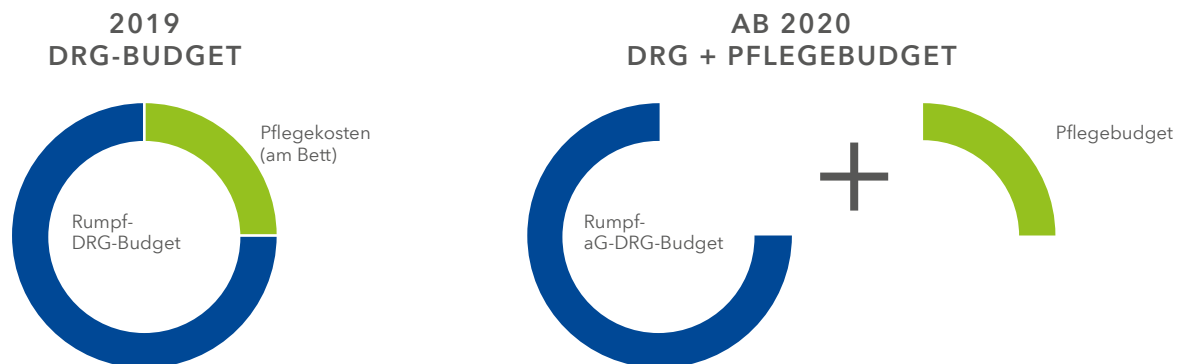 2019
DRG-BUDGET
Pflegekosten
(am Bett)
Rumpf-
DRG-Budget
AB 2020
DRG + PFLEGEBUDGET
Rumpf-
aG-DRG-Budget
Pflegebudget